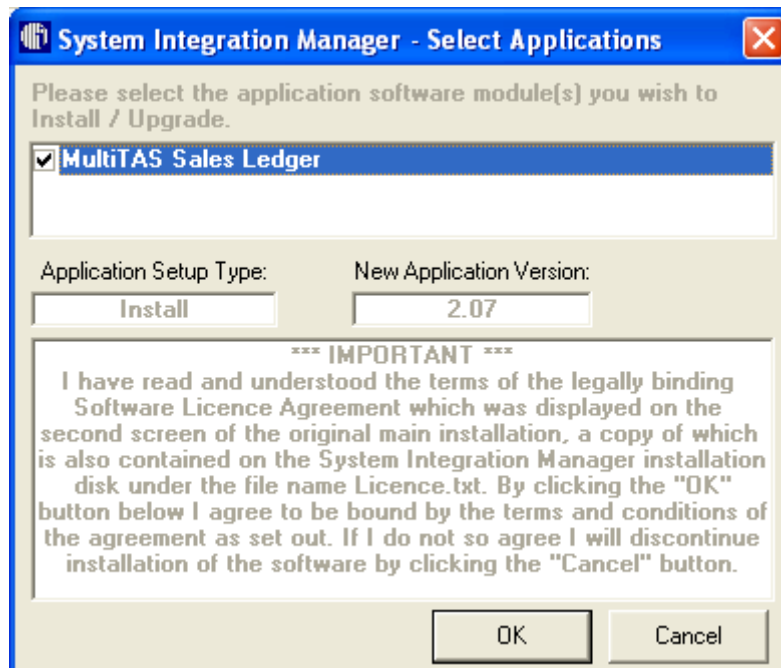 System Integration Manager - Select Applications
Please select the application software module(s) you wish to
Install / Upgrade.
MultiTAS Sales Ledger
Application Setup Type:
New Application Version:
Install
2.07
*** IMPORTANT ***
I have read and understood the terms of the legally binding
Software Licence Agreement which was displayed on the
second screen of the original main installation, a copy of which
is also contained on the System Integration Manager installation
disk under the file name Licence.txt. By clicking the "OK"
button below I agree to be bound by the terms and conditions of
the agreement as set out. If I do not so agree I will discontinue
installation of the software by clicking the "Cancel" button.
OK
Cancel